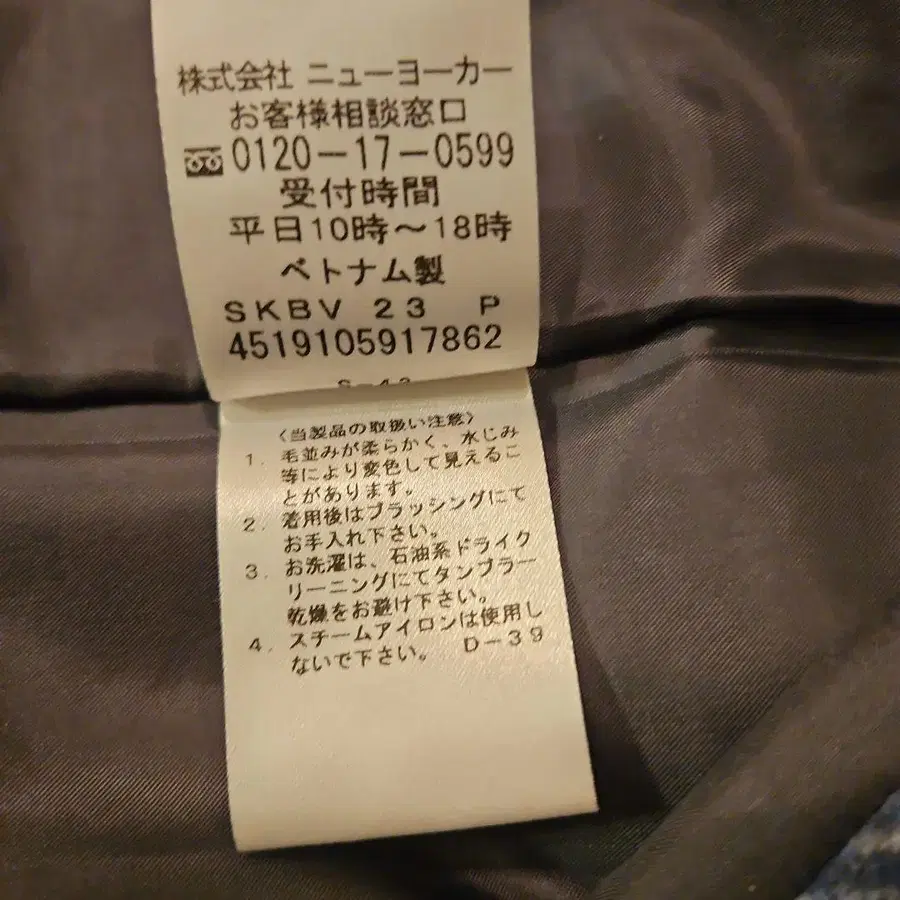 株式会社 ニューヨーカー
お客様相談窓口
0120-17-0599
受付時間
平日10時～18時
ベトナム製
SKBV 23 P
4519105917862
〈当製品の取扱い注意〉
1. 毛並みが柔らかく、水じみ
等により変色して見えるこ
とがあります。
2. 着用後はブラッシングにて
お手入れ下さい。
3. お洗濯は、石油系ドライク
リーニングにてタンブラー
乾燥をお避け下さい。
4. スチームアイロンは使用し
ないで下さい。 D-39